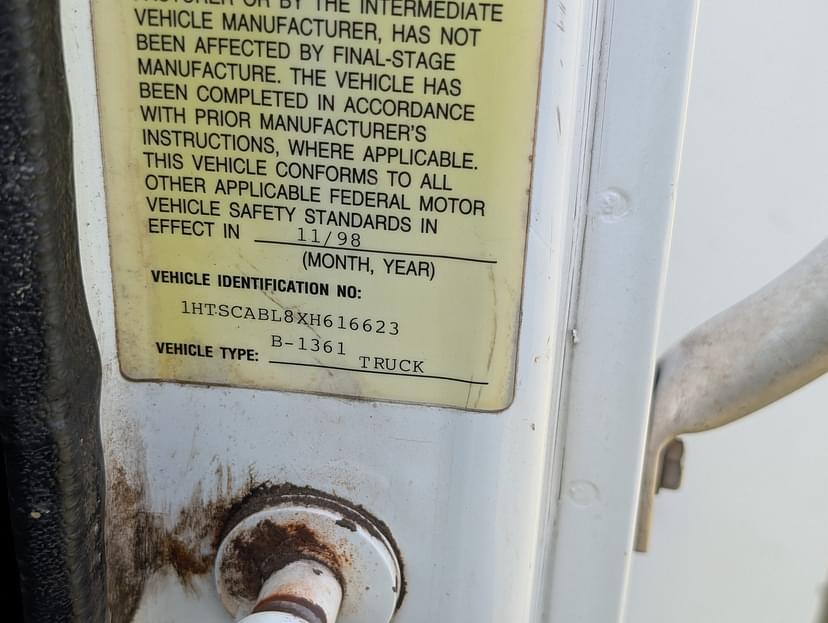 FACTURER OR BY THE INTERMEDIATE
VEHICLE MANUFACTURER, HAS NOT
BEEN AFFECTED BY FINAL-STAGE
MANUFACTURE. THE VEHICLE HAS
BEEN COMPLETED IN ACCORDANCE
WITH PRIOR MANUFACTURER'S
INSTRUCTIONS, WHERE APPLICABLE.
THIS VEHICLE CONFORMS TO ALL
OTHER APPLICABLE FEDERAL MOTOR
VEHICLE SAFETY STANDARDS IN
EFFECT IN 11/98
(MONTH, YEAR)
VEHICLE IDENTIFICATION NO:
1HTSCABL8XH616623
B-1361
VEHICLE TYPE: TRUCK